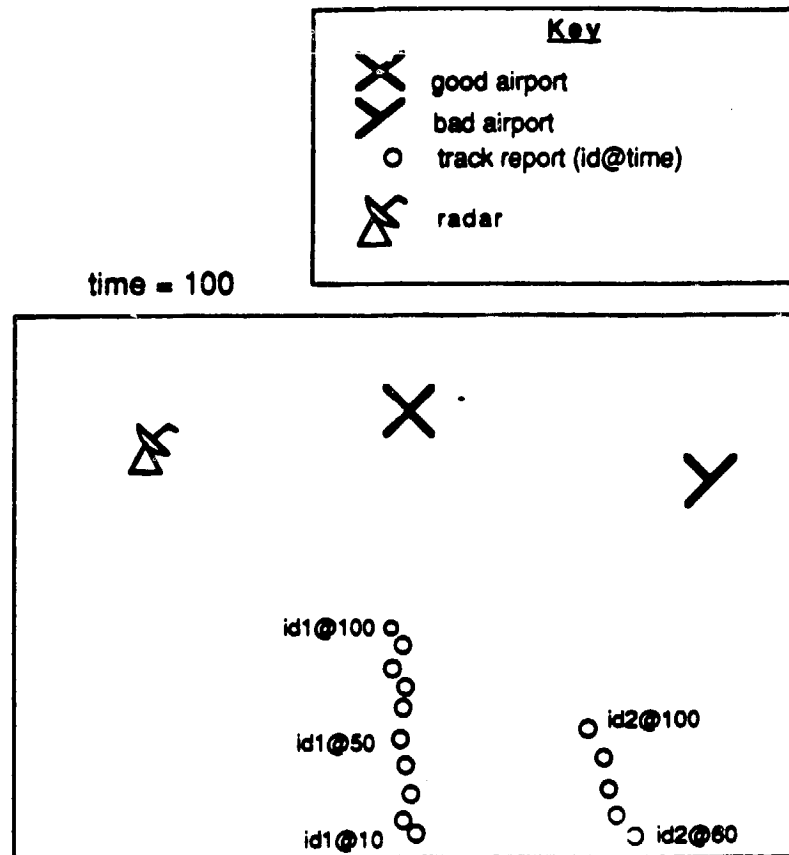 Key
good airport
bad airport
track report (id@time)
radar
time = 100
id1@100
id2@100
id1@50
id1@10
id2@60